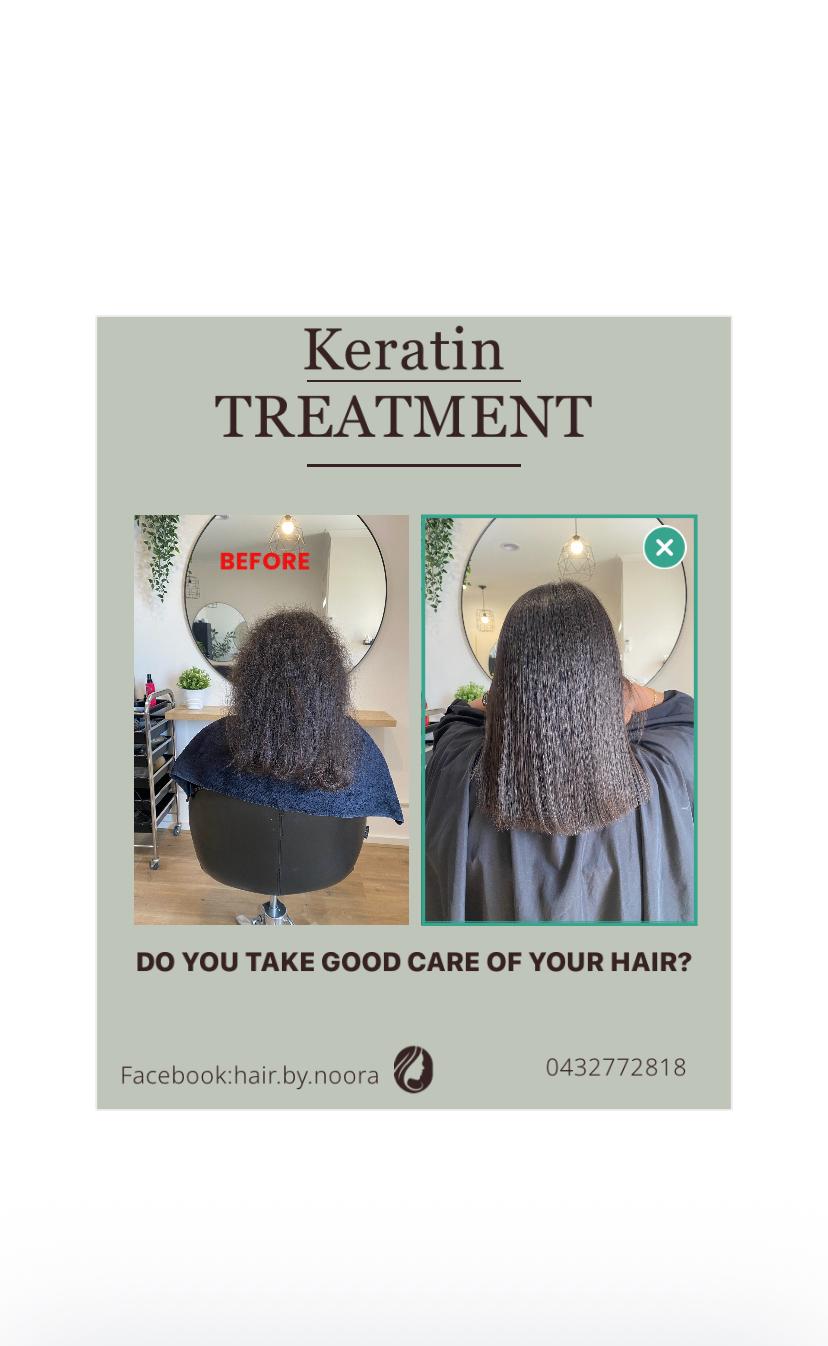 Keratin
TREATMENT
BEFORE
DO YOU TAKE GOOD CARE OF YOUR HAIR?
Facebook:hair.by.noora
0432772818